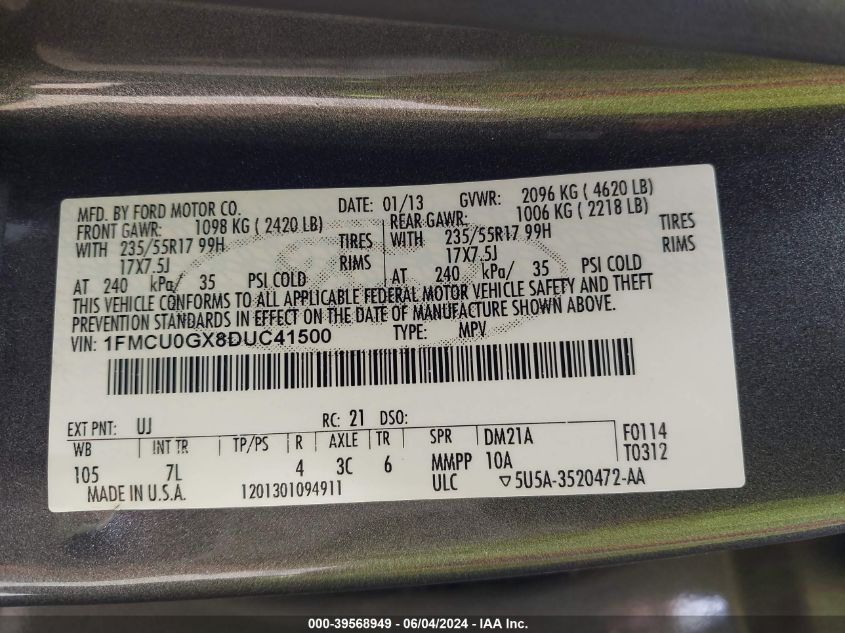 MFD. BY FORD MOTOR CO. DATE: 01/13 GVWR: 2096 KG ( 4620 LB)
FRONT GAWR: 1098 KG ( 2420 LB) REAR GAWR: 1006 KG ( 2218 LB)
WITH 235/55R17 99H TIRES WITH 235/55R17 99H TIRES
17X7.5J RIMS 17X7.5J RIMS
AT 240 kPa/ 35 PSI COLD AT 240 kPa/ 35 PSI COLD
THIS VEHICLE CONFORMS TO ALL APPLICABLE FEDERAL MOTOR VEHICLE SAFETY AND THEFT
PREVENTION STANDARDS IN EFFECT ON THE DATE OF MANUFACTURE SHOWN ABOVE.
VIN: 1FMCU0GX8DUC41500 TYPE: MPV
EXT PNT: UJ RC: 21 DSO:
WB INT TR TP/PS R AXLE TR SPR DM21A F0114
105 7L 4 3C 6 MMPP 10A T0312
MADE IN U.S.A. 1201301094911 ULC ▽5U5A-3520472-AA
000-39568949 - 06/04/2024 - IAA Inc.